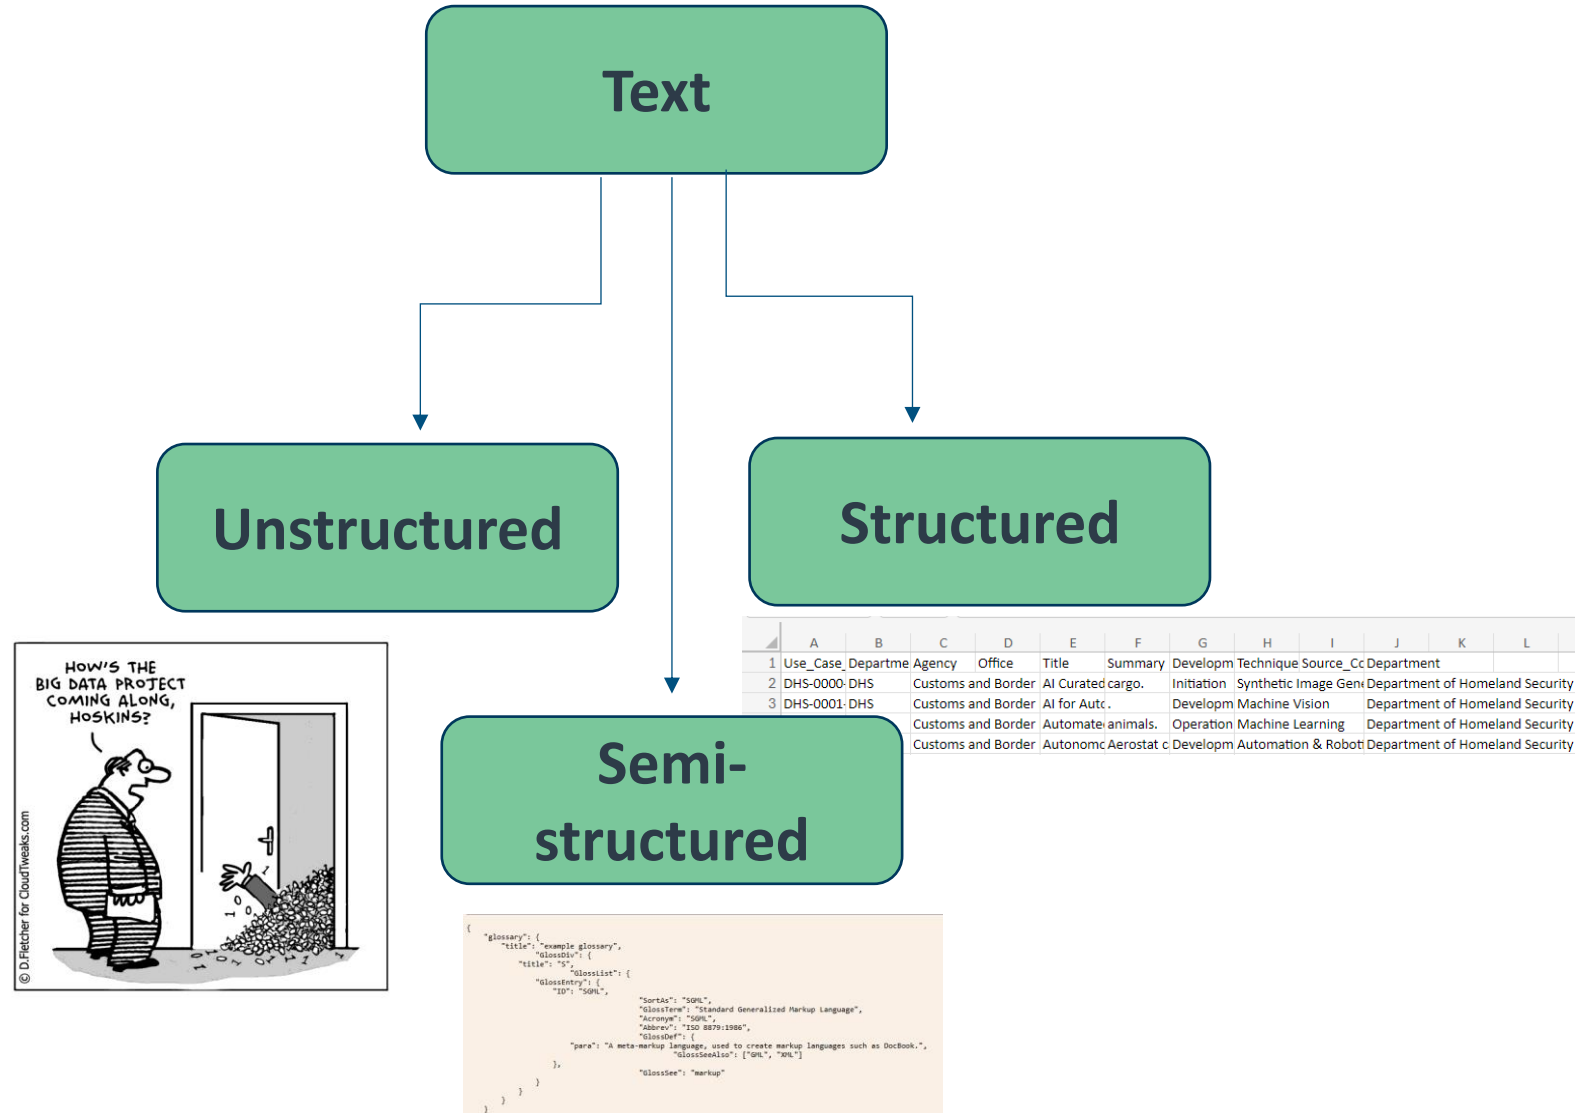 Text
Unstructured
Structured
HOW'S THE
BIG DATA PROJECT
COMING ALONG,
HOSKINS?
© D.Fletcher for CloudTweaks.com
A B C D E F G H I J K L
1 Use_Case_ Departme Agency Office Title Summary Developm Technique Source_Cc Department
2 DHS-0000- DHS Customs and Border AI Curated cargo. Initiation Synthetic Image Gen Department of Homeland Security
3 DHS-0001- DHS Customs and Border AI for Autc . Developm Machine Vision Department of Homeland Security
Customs and Border Automate animals. Operation Machine Learning Department of Homeland Security
Customs and Border Autonomc Aerostat c Developm Automation & Roboti Department of Homeland Security
Semi-
structured
{
"glossary": {
"title": "example glossary",
"GlossDiv": {
"title": "S",
"GlossList": {
"GlossEntry": {
"ID": "SGML",
"SortAs": "SGML",
"GlossTerm": "Standard Generalized Markup Language",
"Acronym": "SGML",
"Abbrev": "ISO 8879:1986",
"GlossDef": {
"para": "A meta-markup language, used to create markup languages such as DocBook.",
"GlossSeeAlso": ["GML", "XML"]
},
"GlossSee": "markup"
}
}
}
}